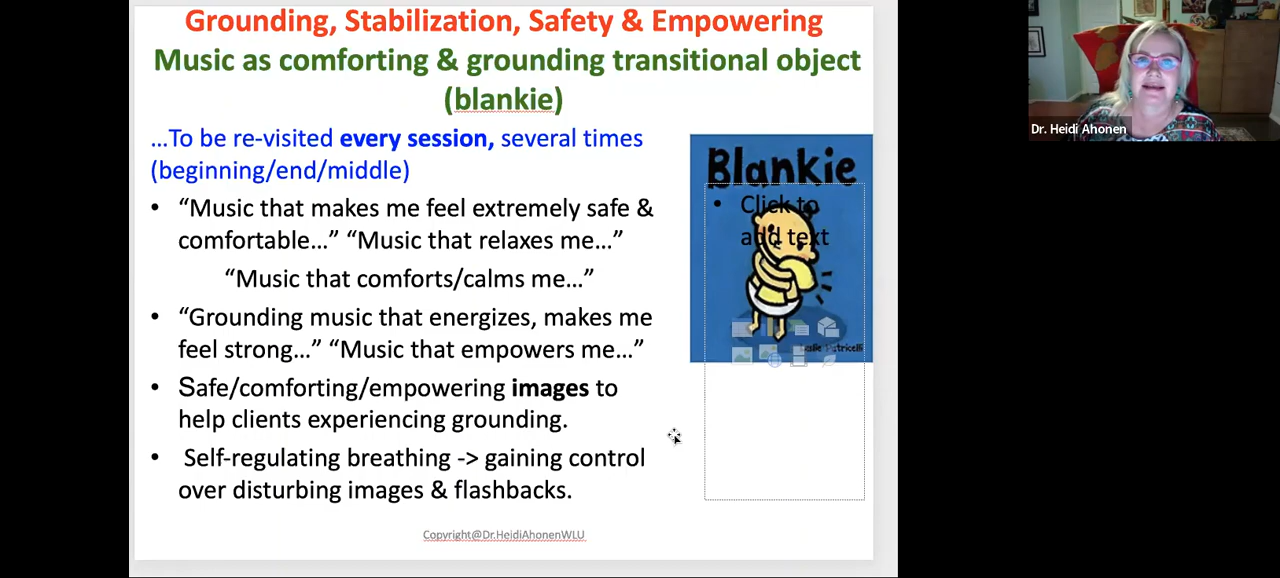 Grounding, Stabilization, Safety & Empowering
Music as comforting & grounding transitional object
(blankie)
…To be re-visited every session, several times
(beginning/end/middle)
• “Music that makes me feel extremely safe &
comfortable…” “Music that relaxes me…”
“Music that comforts/calms me…”
• “Grounding music that energizes, makes me
feel strong…” “Music that empowers me…”
• Safe/comforting/empowering images to
help clients experiencing grounding.
• Self-regulating breathing -> gaining control
over disturbing images & flashbacks.
Blankie
• Click to
add text
Leslie Patricelli
Copyright@Dr.HeidiAhonenWLU
Dr. Heidi Ahonen